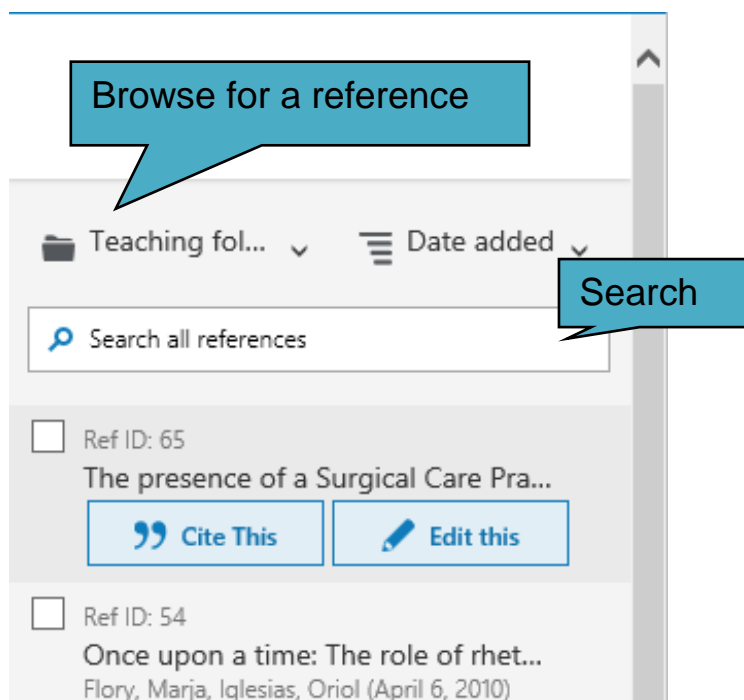 Browse for a reference
Teaching fol... Date added
Search
Search all references
Ref ID: 65
The presence of a Surgical Care Pra...
Cite This Edit this
Ref ID: 54
Once upon a time: The role of rhet...
Flory, Marja, Iglesias, Oriol (April 6, 2010)